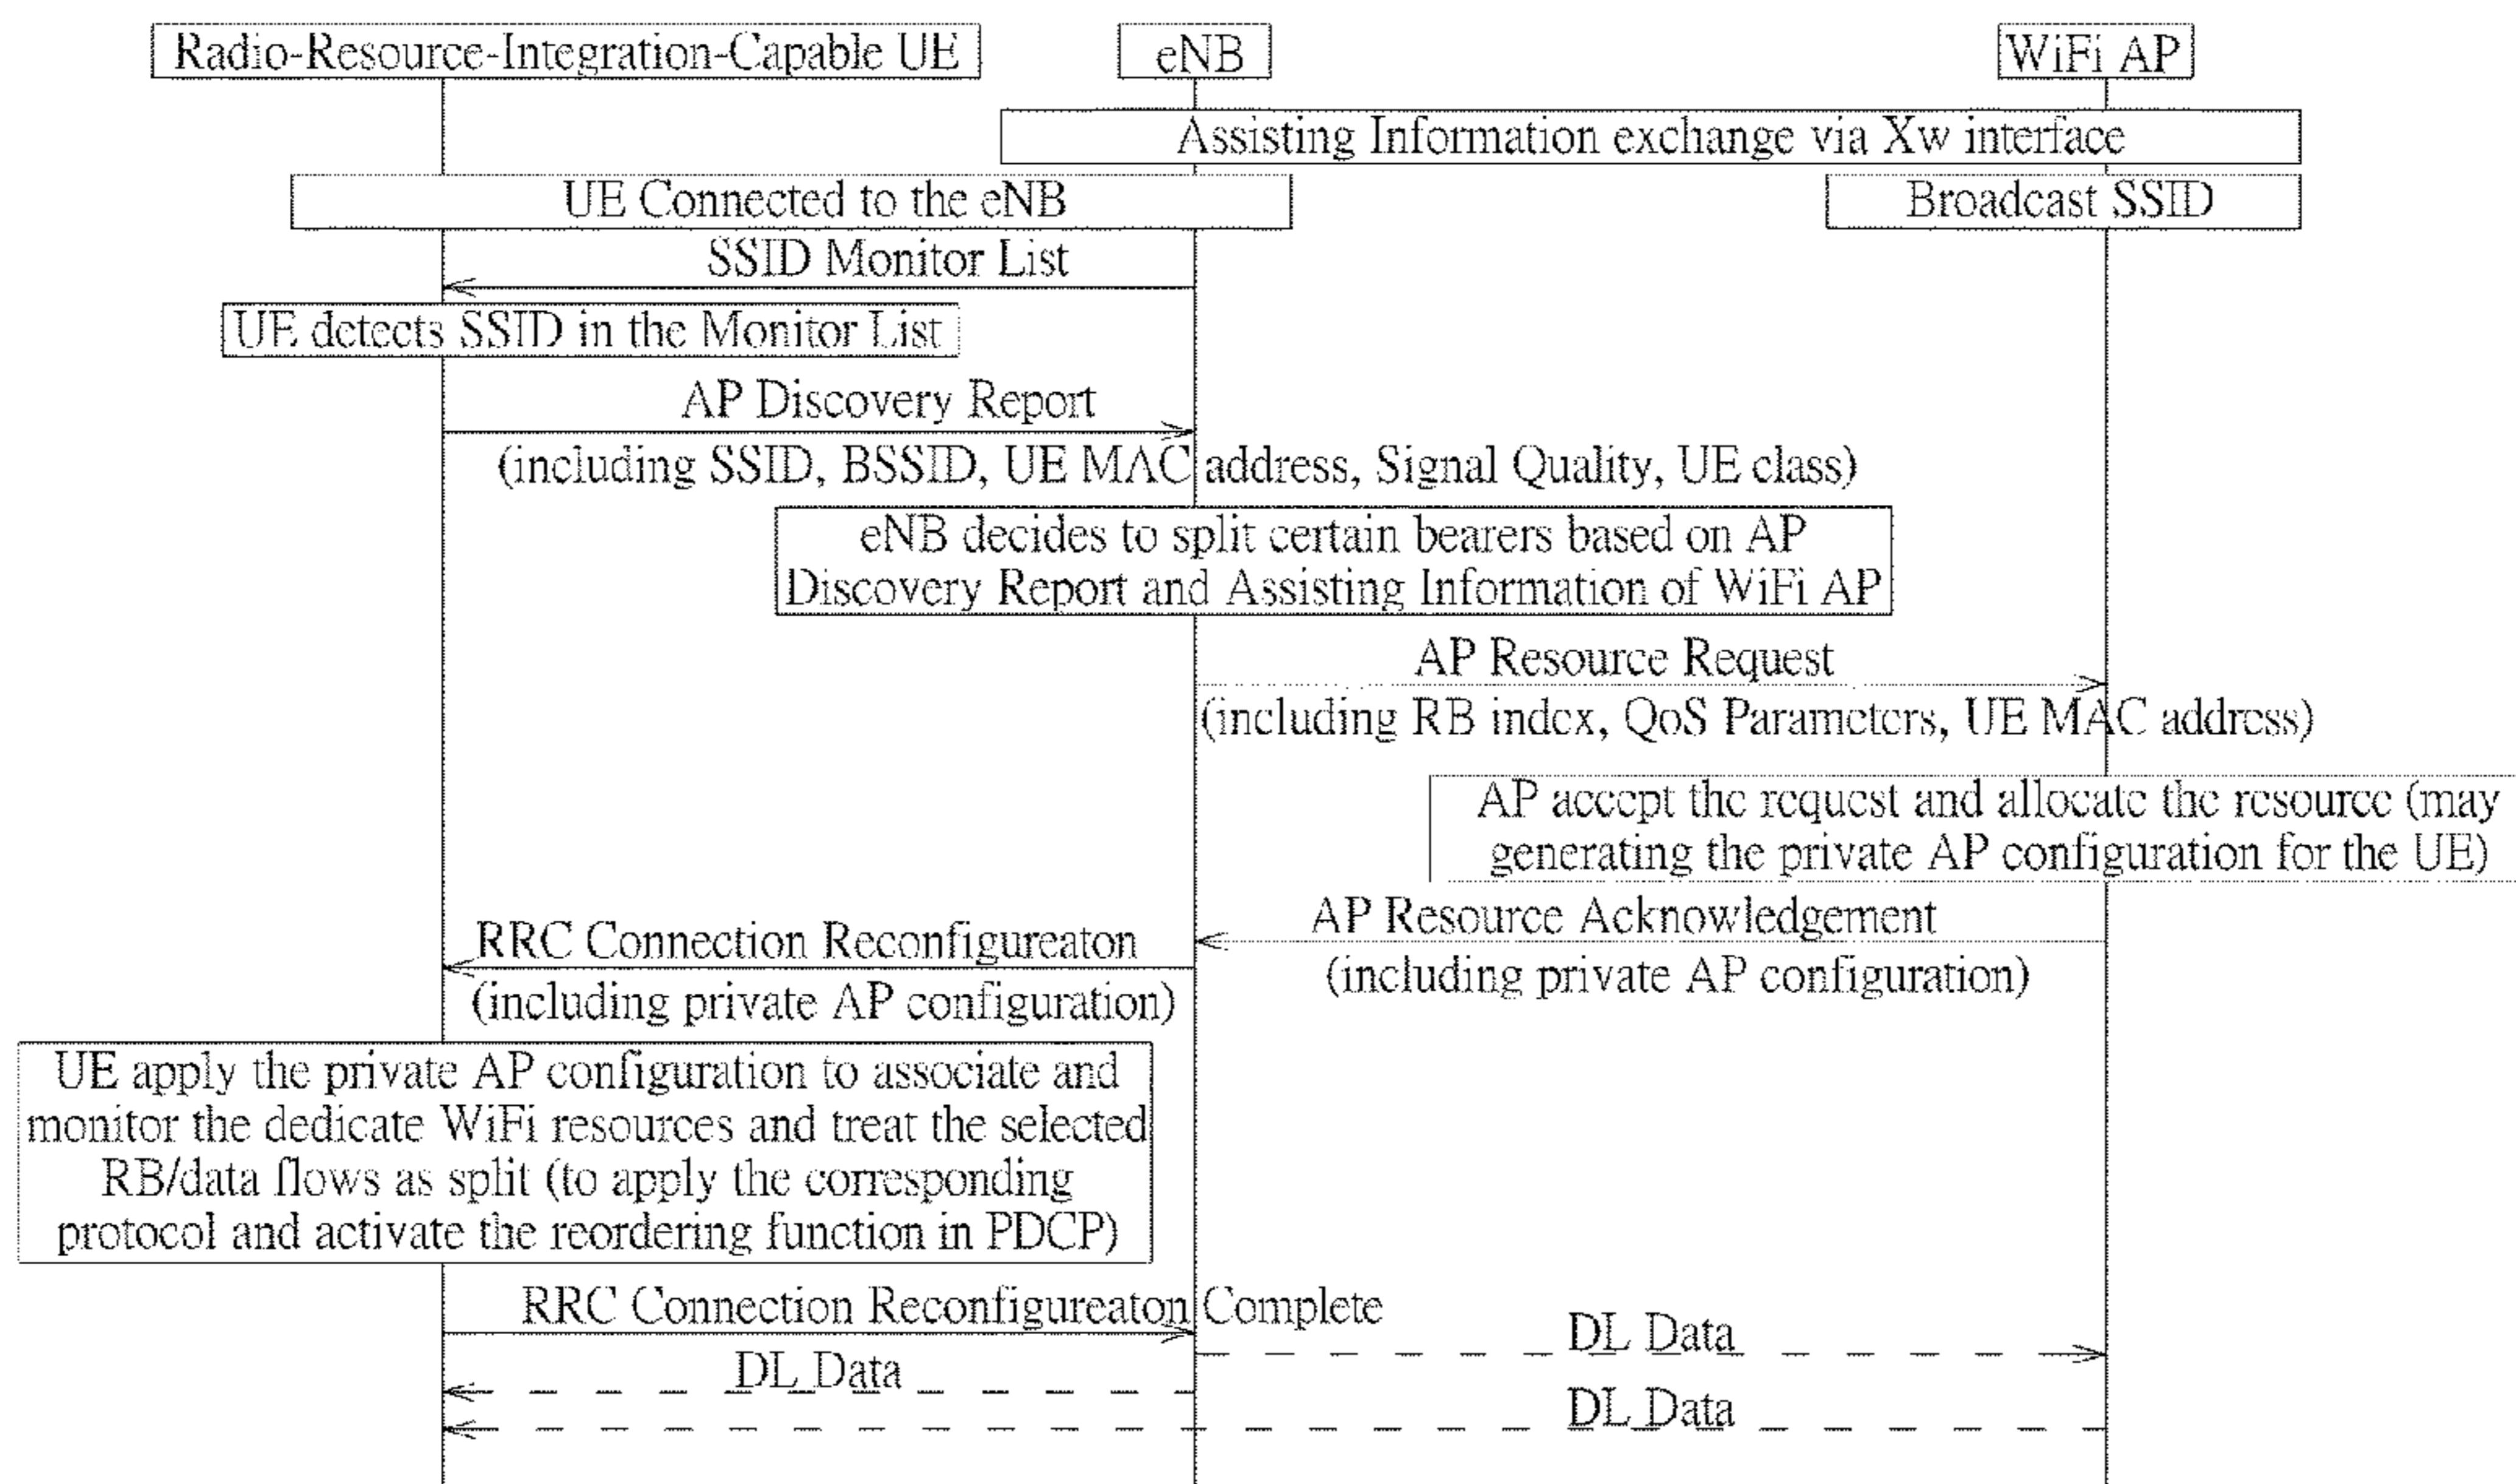 Radio-Resource-Integration-Capable UE
eNB
WiFi AP
Assisting Information exchange via Xw interface
UE Connected to the eNB
Broadcast SSID
SSID Monitor List
UE detects SSID in the Monitor List
AP Discovery Report
(including SSID, BSSID, UE MAC address, Signal Quality, UE class)
eNB decides to split certain bearers based on AP
Discovery Report and Assisting Information of WiFi AP
AP Resource Request
(including RB index, QoS Parameters, UE MAC address)
AP accept the request and allocate the resource (may
generating the private AP configuration for the UE)
AP Resource Acknowledgement
(including private AP configuration)
RRC Connection Reconfigureaton
(including private AP configuration)
UE apply the private AP configuration to associate and
monitor the dedicate WiFi resources and treat the selected
RB/data flows as split (to apply the corresponding
protocol and activate the reordering function in PDCP)
RRC Connection Reconfigureaton Complete
DL Data
DL Data
DL Data